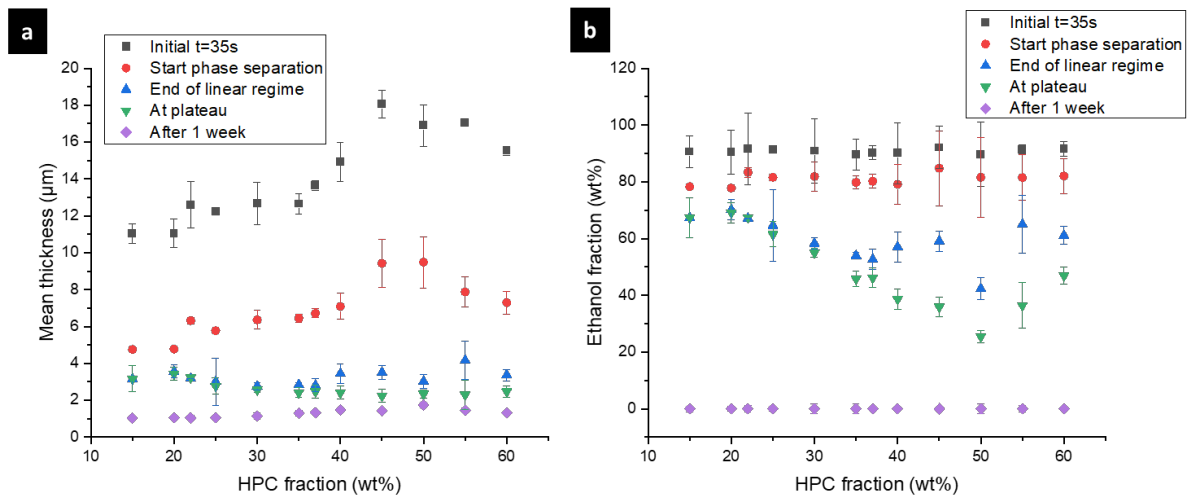 a
Initial t=35s
Start phase separation
End of linear regime
At plateau
After 1 week
20
18
16
14
12
10
8
6
4
2
0
Mean thickness (μm)
10 20 30 40 50 60
HPC fraction (wt%)
b
Initial t=35s
Start phase separation
End of linear regime
At plateau
After 1 week
120
100
80
60
40
20
0
Ethanol fraction (wt%)
10 20 30 40 50 60
HPC fraction (wt%)